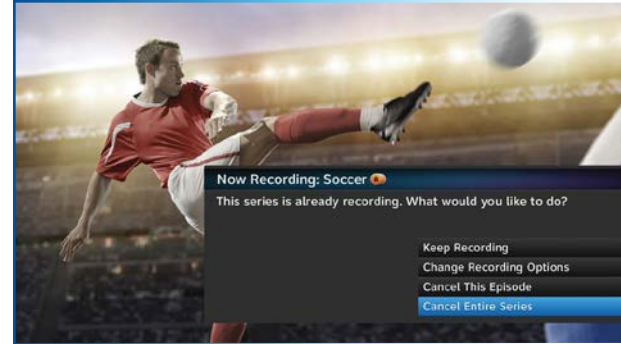 Now Recording: Soccer
This series is already recording. What would you like to do?
Keep Recording
Change Recording Options
Cancel This Episode
Cancel Entire Series